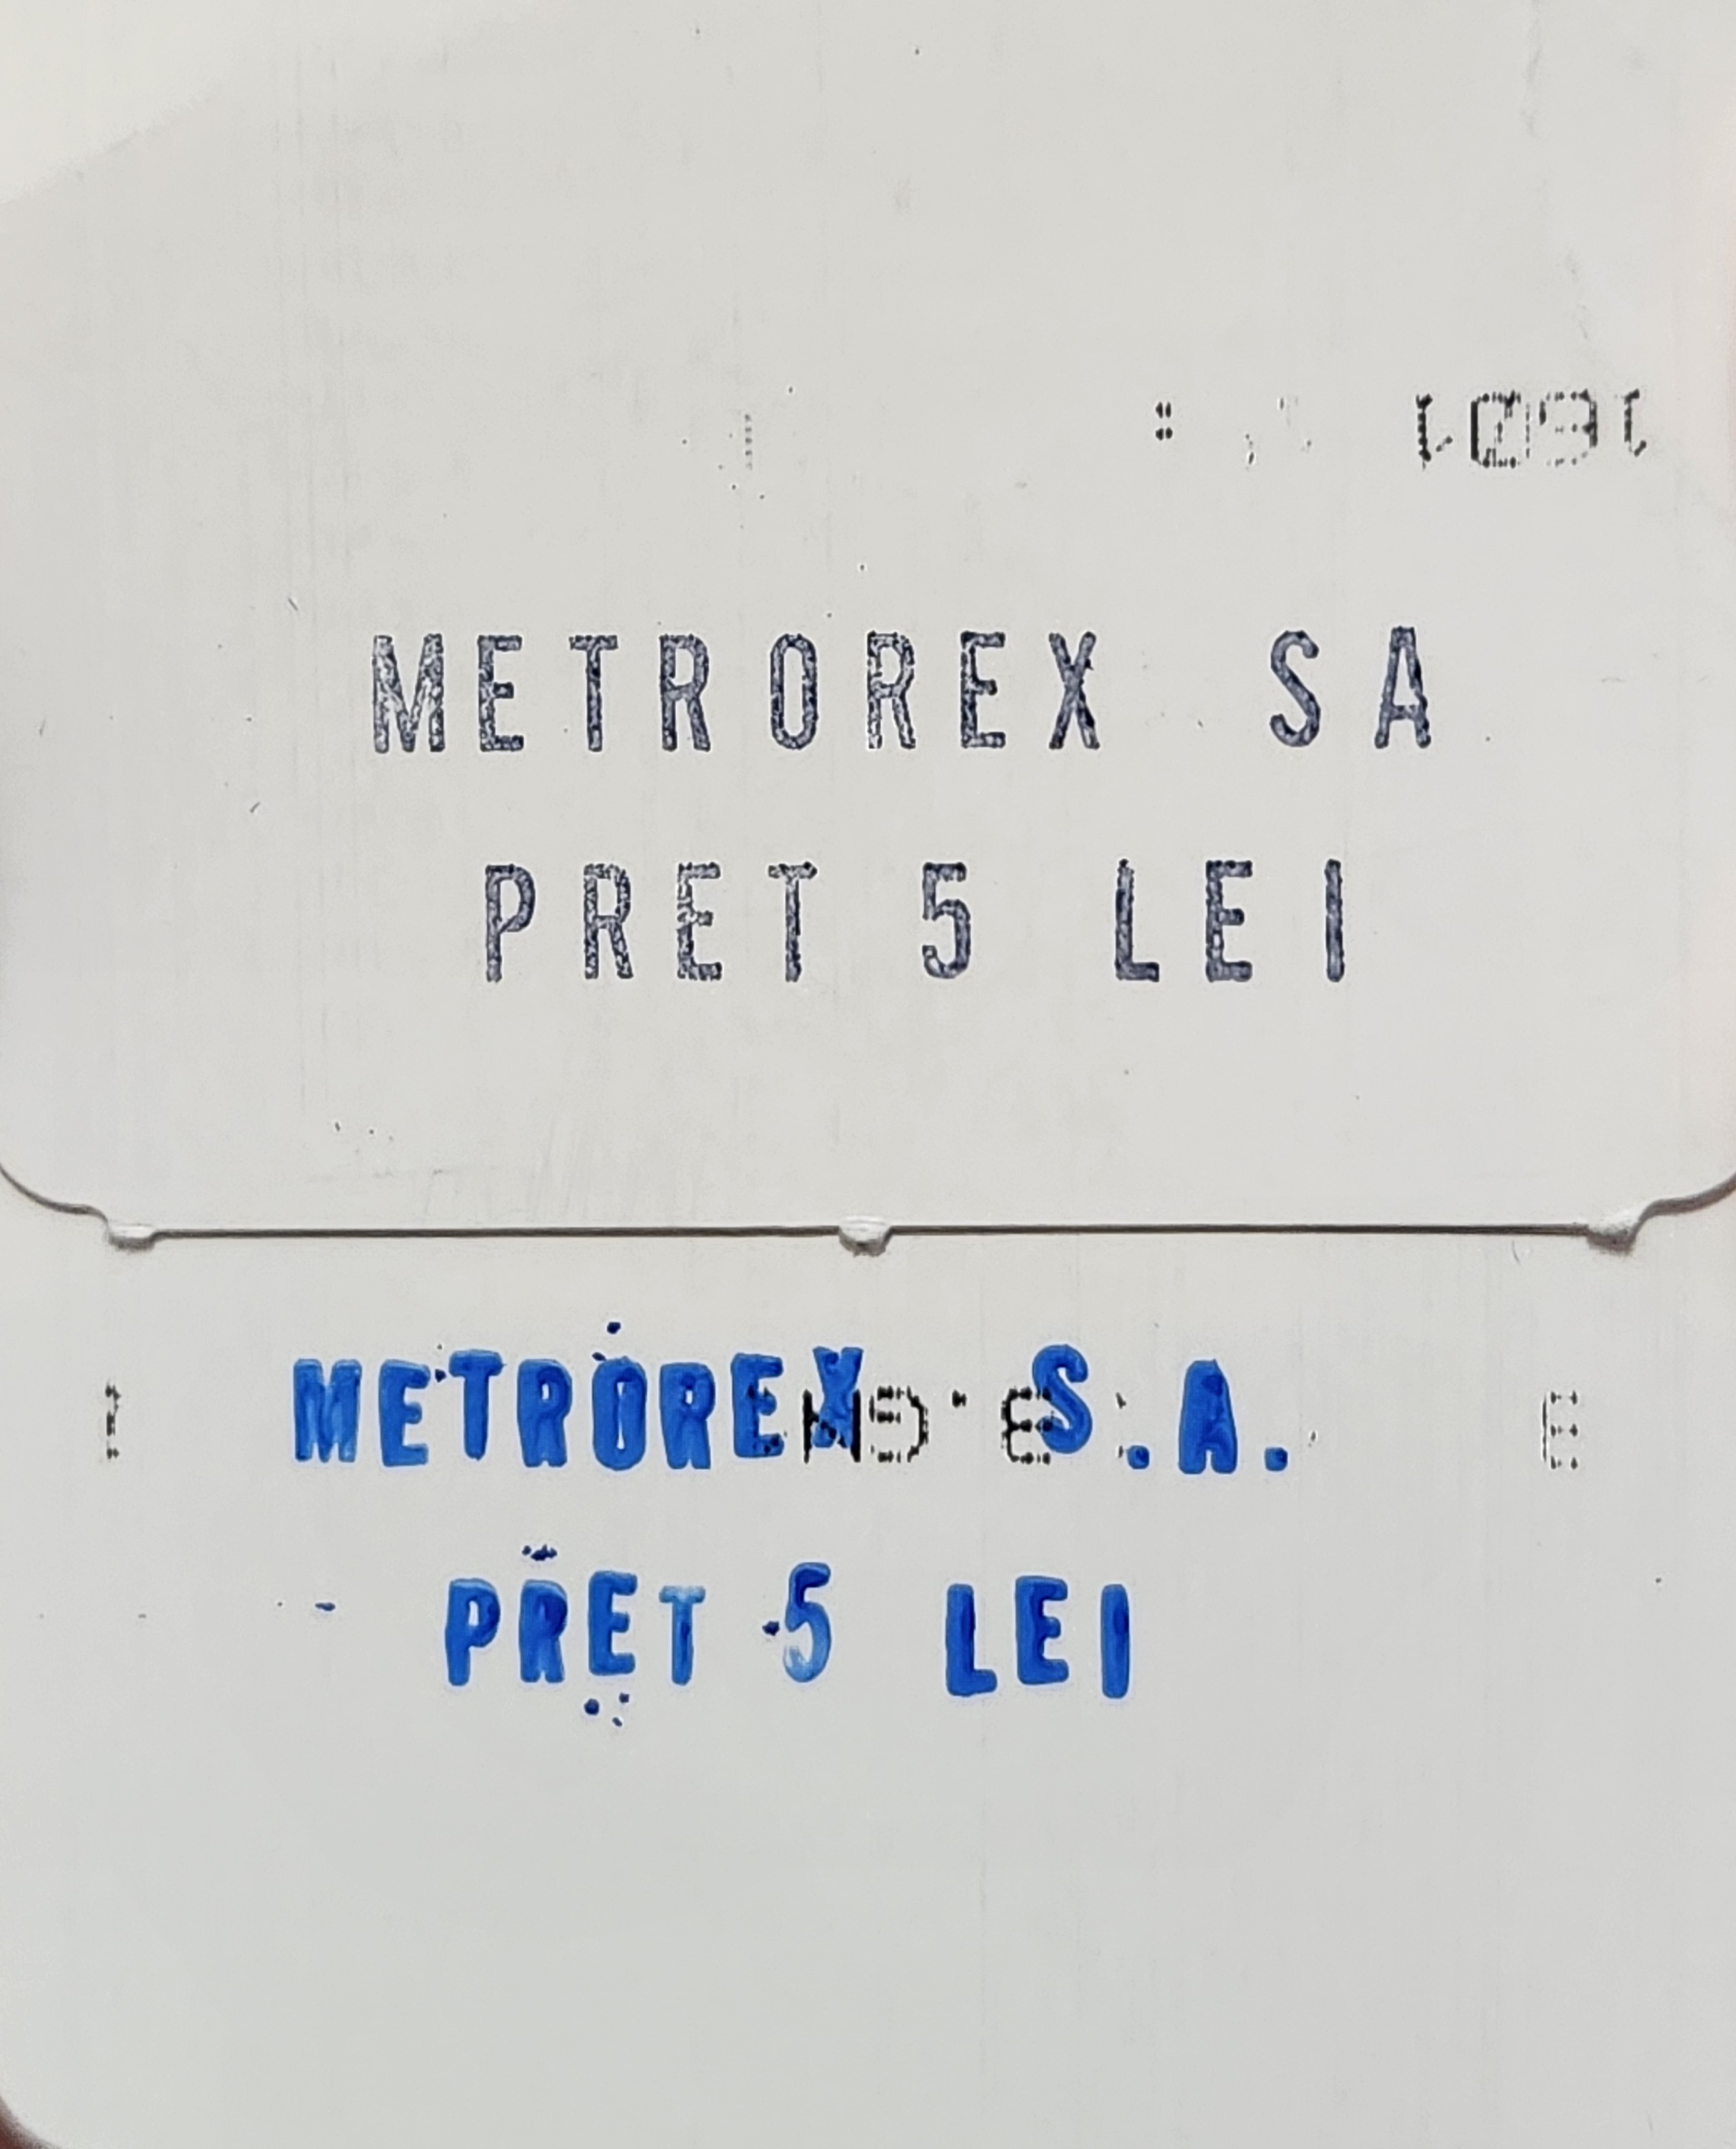 METROREX SA
PRET 5 LEI
METROREX S.A.
PRET 5 LEI